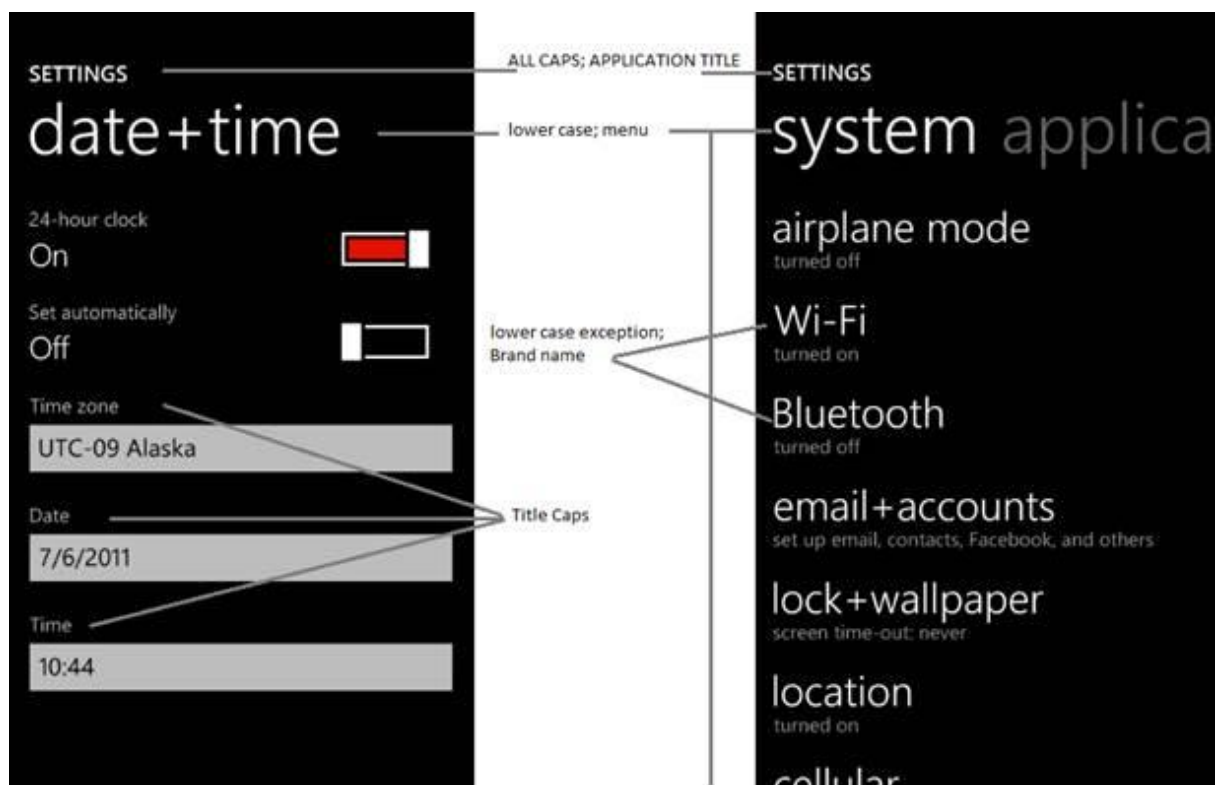 SETTINGS
date+time
24-hour clock
On
Set automatically
Off
Time zone
UTC-09 Alaska
Date
7/6/2011
Time
10:44
ALL CAPS; APPLICATION TITLE
lower case; menu
lower case exception;
Brand name
Title Caps
SETTINGS
system applica
airplane mode
turned off
Wi-Fi
turned on
Bluetooth
turned off
email+accounts
set up email, contacts, Facebook, and others
lock+wallpaper
screen time-out: never
location
turned on
cellular